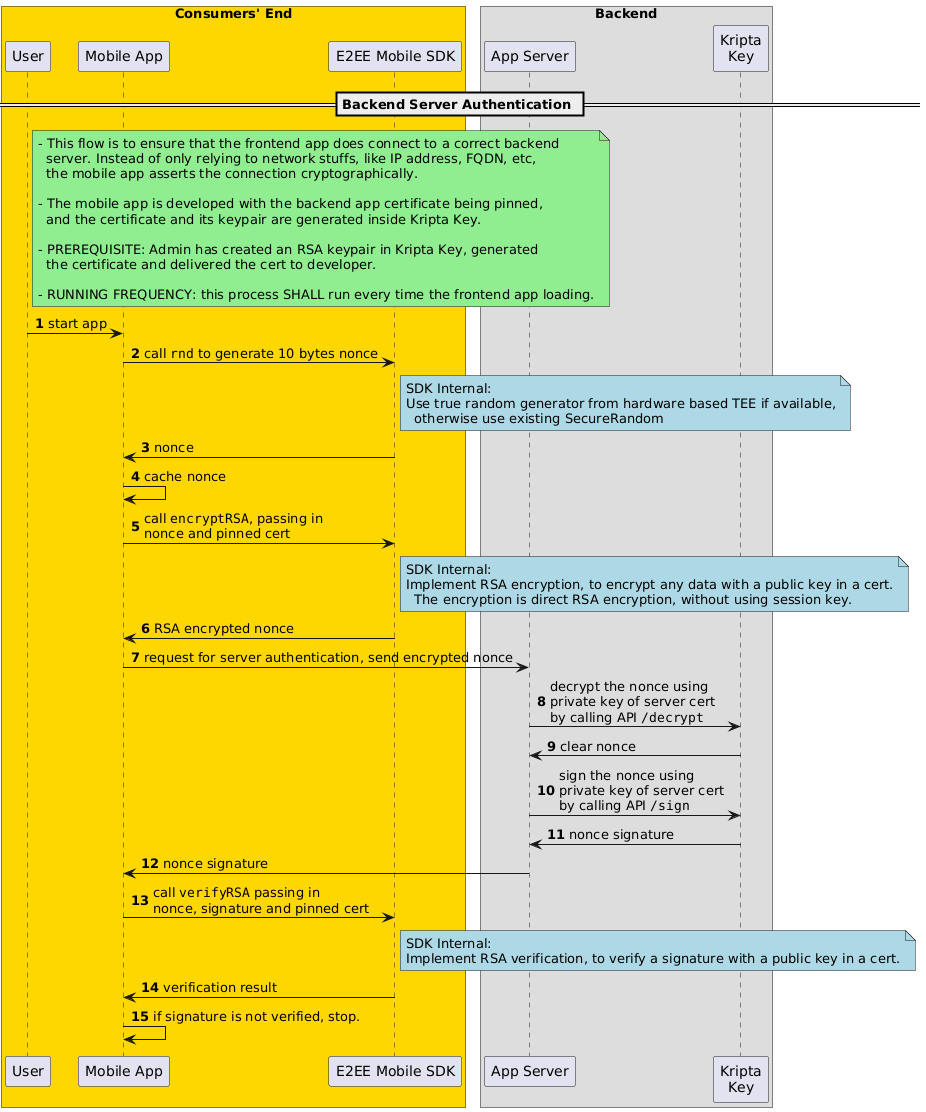 Consumers' End
Backend
User
Mobile App
E2EE Mobile SDK
App Server
Kripta
Key
Backend Server Authentication
- This flow is to ensure that the frontend app does connect to a correct backend
server. Instead of only relying to network stuffs, like IP address, FQDN, etc,
the mobile app asserts the connection cryptographically.
- The mobile app is developed with the backend app certificate being pinned,
and the certificate and its keypair are generated inside Kripta Key.
- PREREQUISITE: Admin has created an RSA keypair in Kripta Key, generated
the certificate and delivered the cert to developer.
- RUNNING FREQUENCY: this process SHALL run every time the frontend app loading.
1 start app
2 call rnd to generate 10 bytes nonce
SDK Internal:
Use true random generator from hardware based TEE if available,
otherwise use existing SecureRandom
3 nonce
4 cache nonce
5 call encryptRSA, passing in
nonce and pinned cert
SDK Internal:
Implement RSA encryption, to encrypt any data with a public key in a cert.
The encryption is direct RSA encryption, without using session key.
6 RSA encrypted nonce
7 request for server authentication, send encrypted nonce
decrypt the nonce using
8 private key of server cert
by calling API /decrypt
9 clear nonce
sign the nonce using
10 private key of server cert
by calling API /sign
11 nonce signature
12 nonce signature
13 call verifyRSA passing in
nonce, signature and pinned cert
SDK Internal:
Implement RSA verification, to verify a signature with a public key in a cert.
14 verification result
15 if signature is not verified, stop.
User
Mobile App
E2EE Mobile SDK
App Server
Kripta
Key